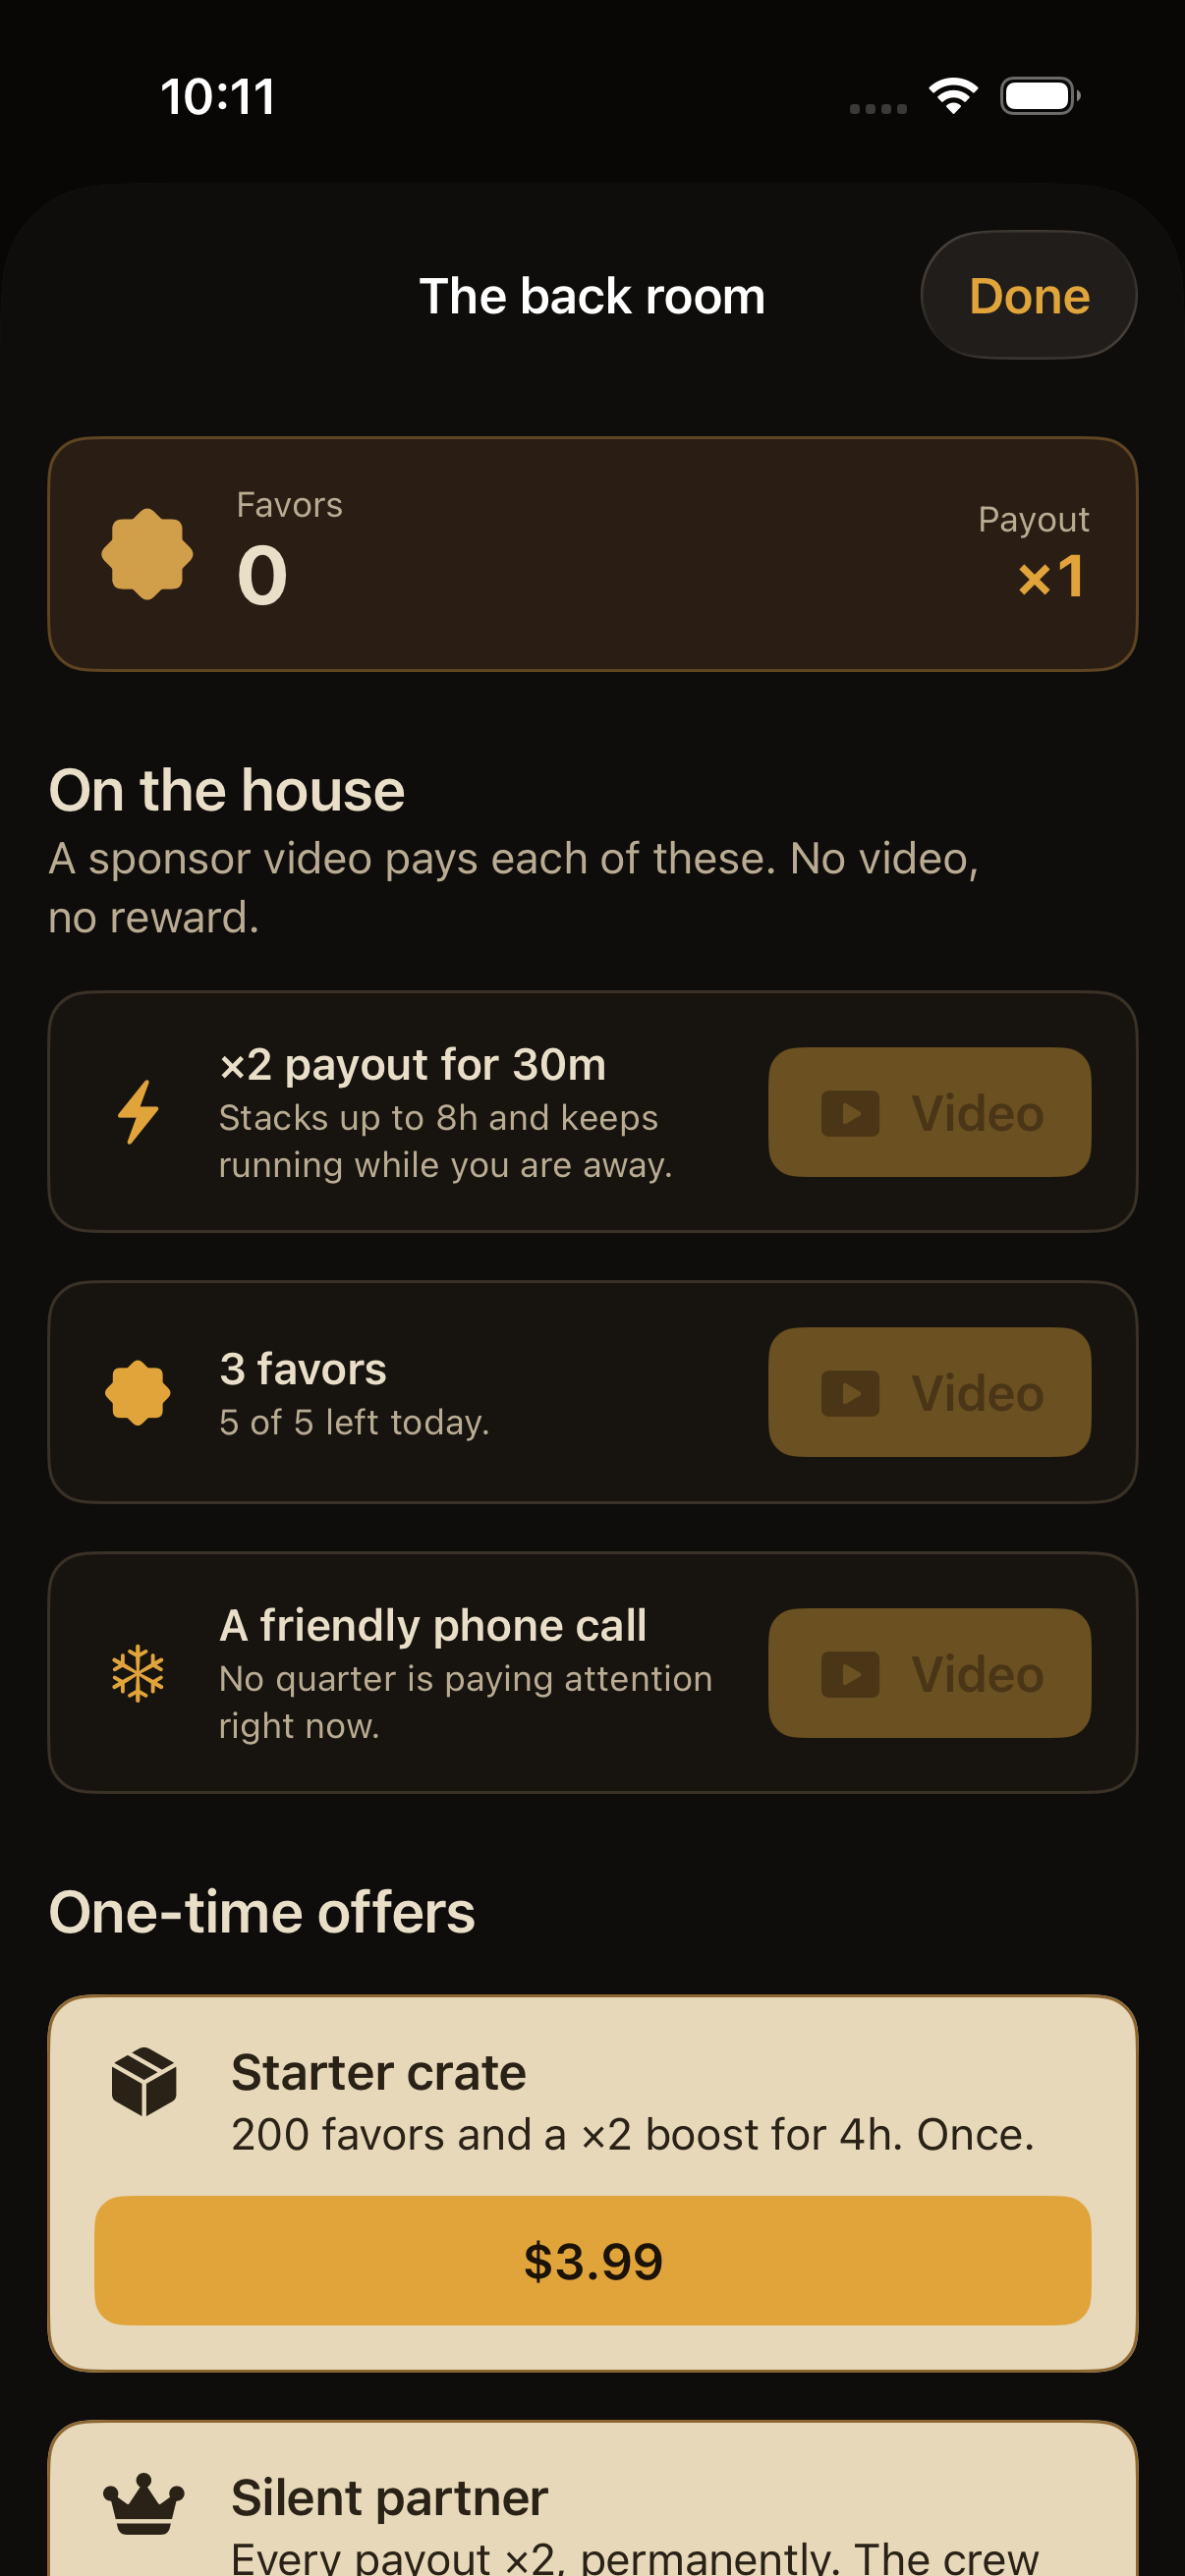 10:11
The back room
Done
Favors
0
Payout
×1
On the house
A sponsor video pays each of these. No video,
no reward.
×2 payout for 30m
Stacks up to 8h and keeps
running while you are away.
Video
3 favors
5 of 5 left today.
Video
A friendly phone call
No quarter is paying attention
right now.
Video
One-time offers
Starter crate
200 favors and a ×2 boost for 4h. Once.
$3.99
Silent partner
Every payout ×2, permanently. The crew